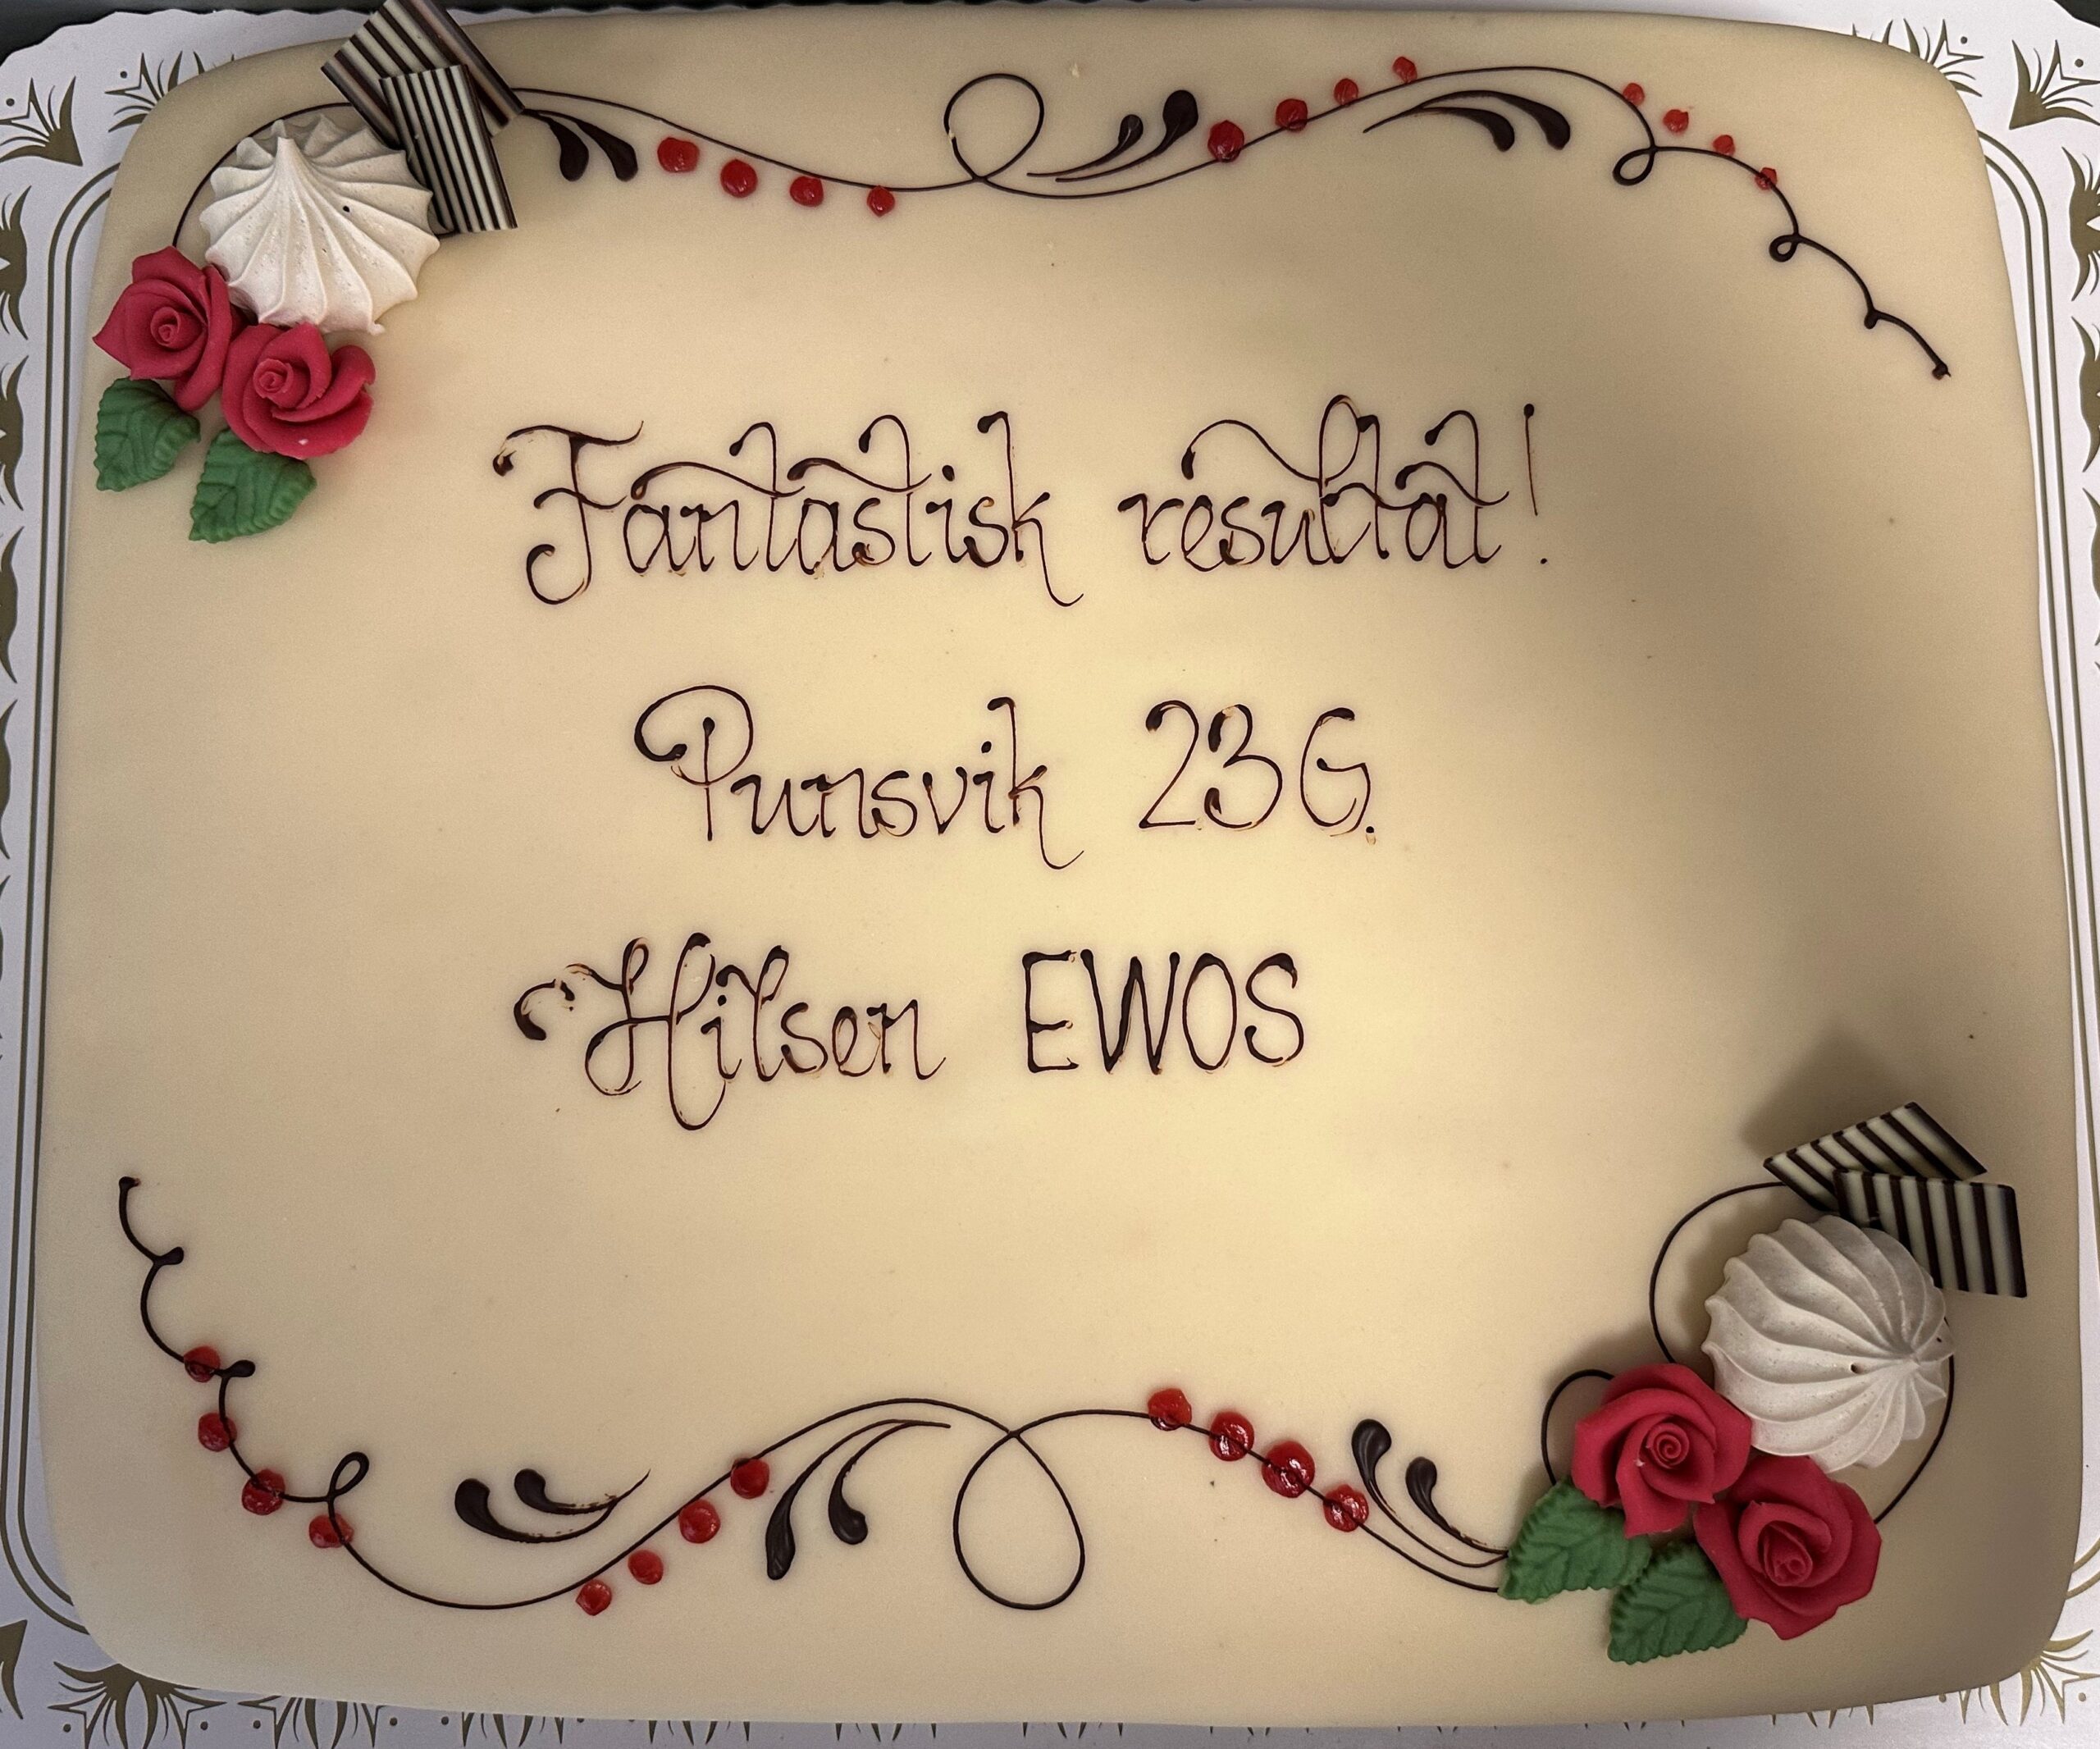 Fantastisk resultat!
Punsvik 23G.
Hilsen EWOS